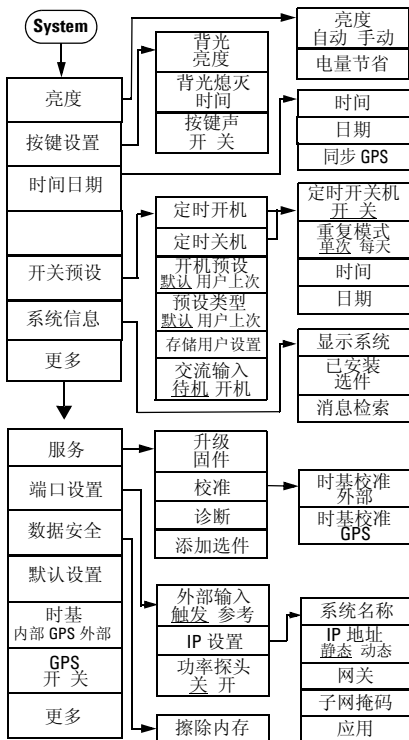 System
亮度
按键设置
时间日期
开关预设
系统信息
更多
亮度
自动 手动
电量节省
背光
亮度
背光熄灭
时间
按键声
开 关
时间
日期
同步 GPS
定时开机
定时关机
开机预设
默认 用户上次
预设类型
默认 用户上次
存储用户设置
交流输入
待机 开机
定时开关机
开 关
重复模式
单次 每天
时间
日期
显示系统
已安装
选件
消息检索
服务
端口设置
数据安全
默认设置
时基
内部 GPS 外部
GPS
开 关
更多
升级
固件
校准
诊断
添加选件
时基校准
外部
时基校准
GPS
外部输入
触发 参考
IP 设置
功率探头
关 开
系统名称
IP 地址
静态 动态
网关
子网掩码
应用
擦除内存